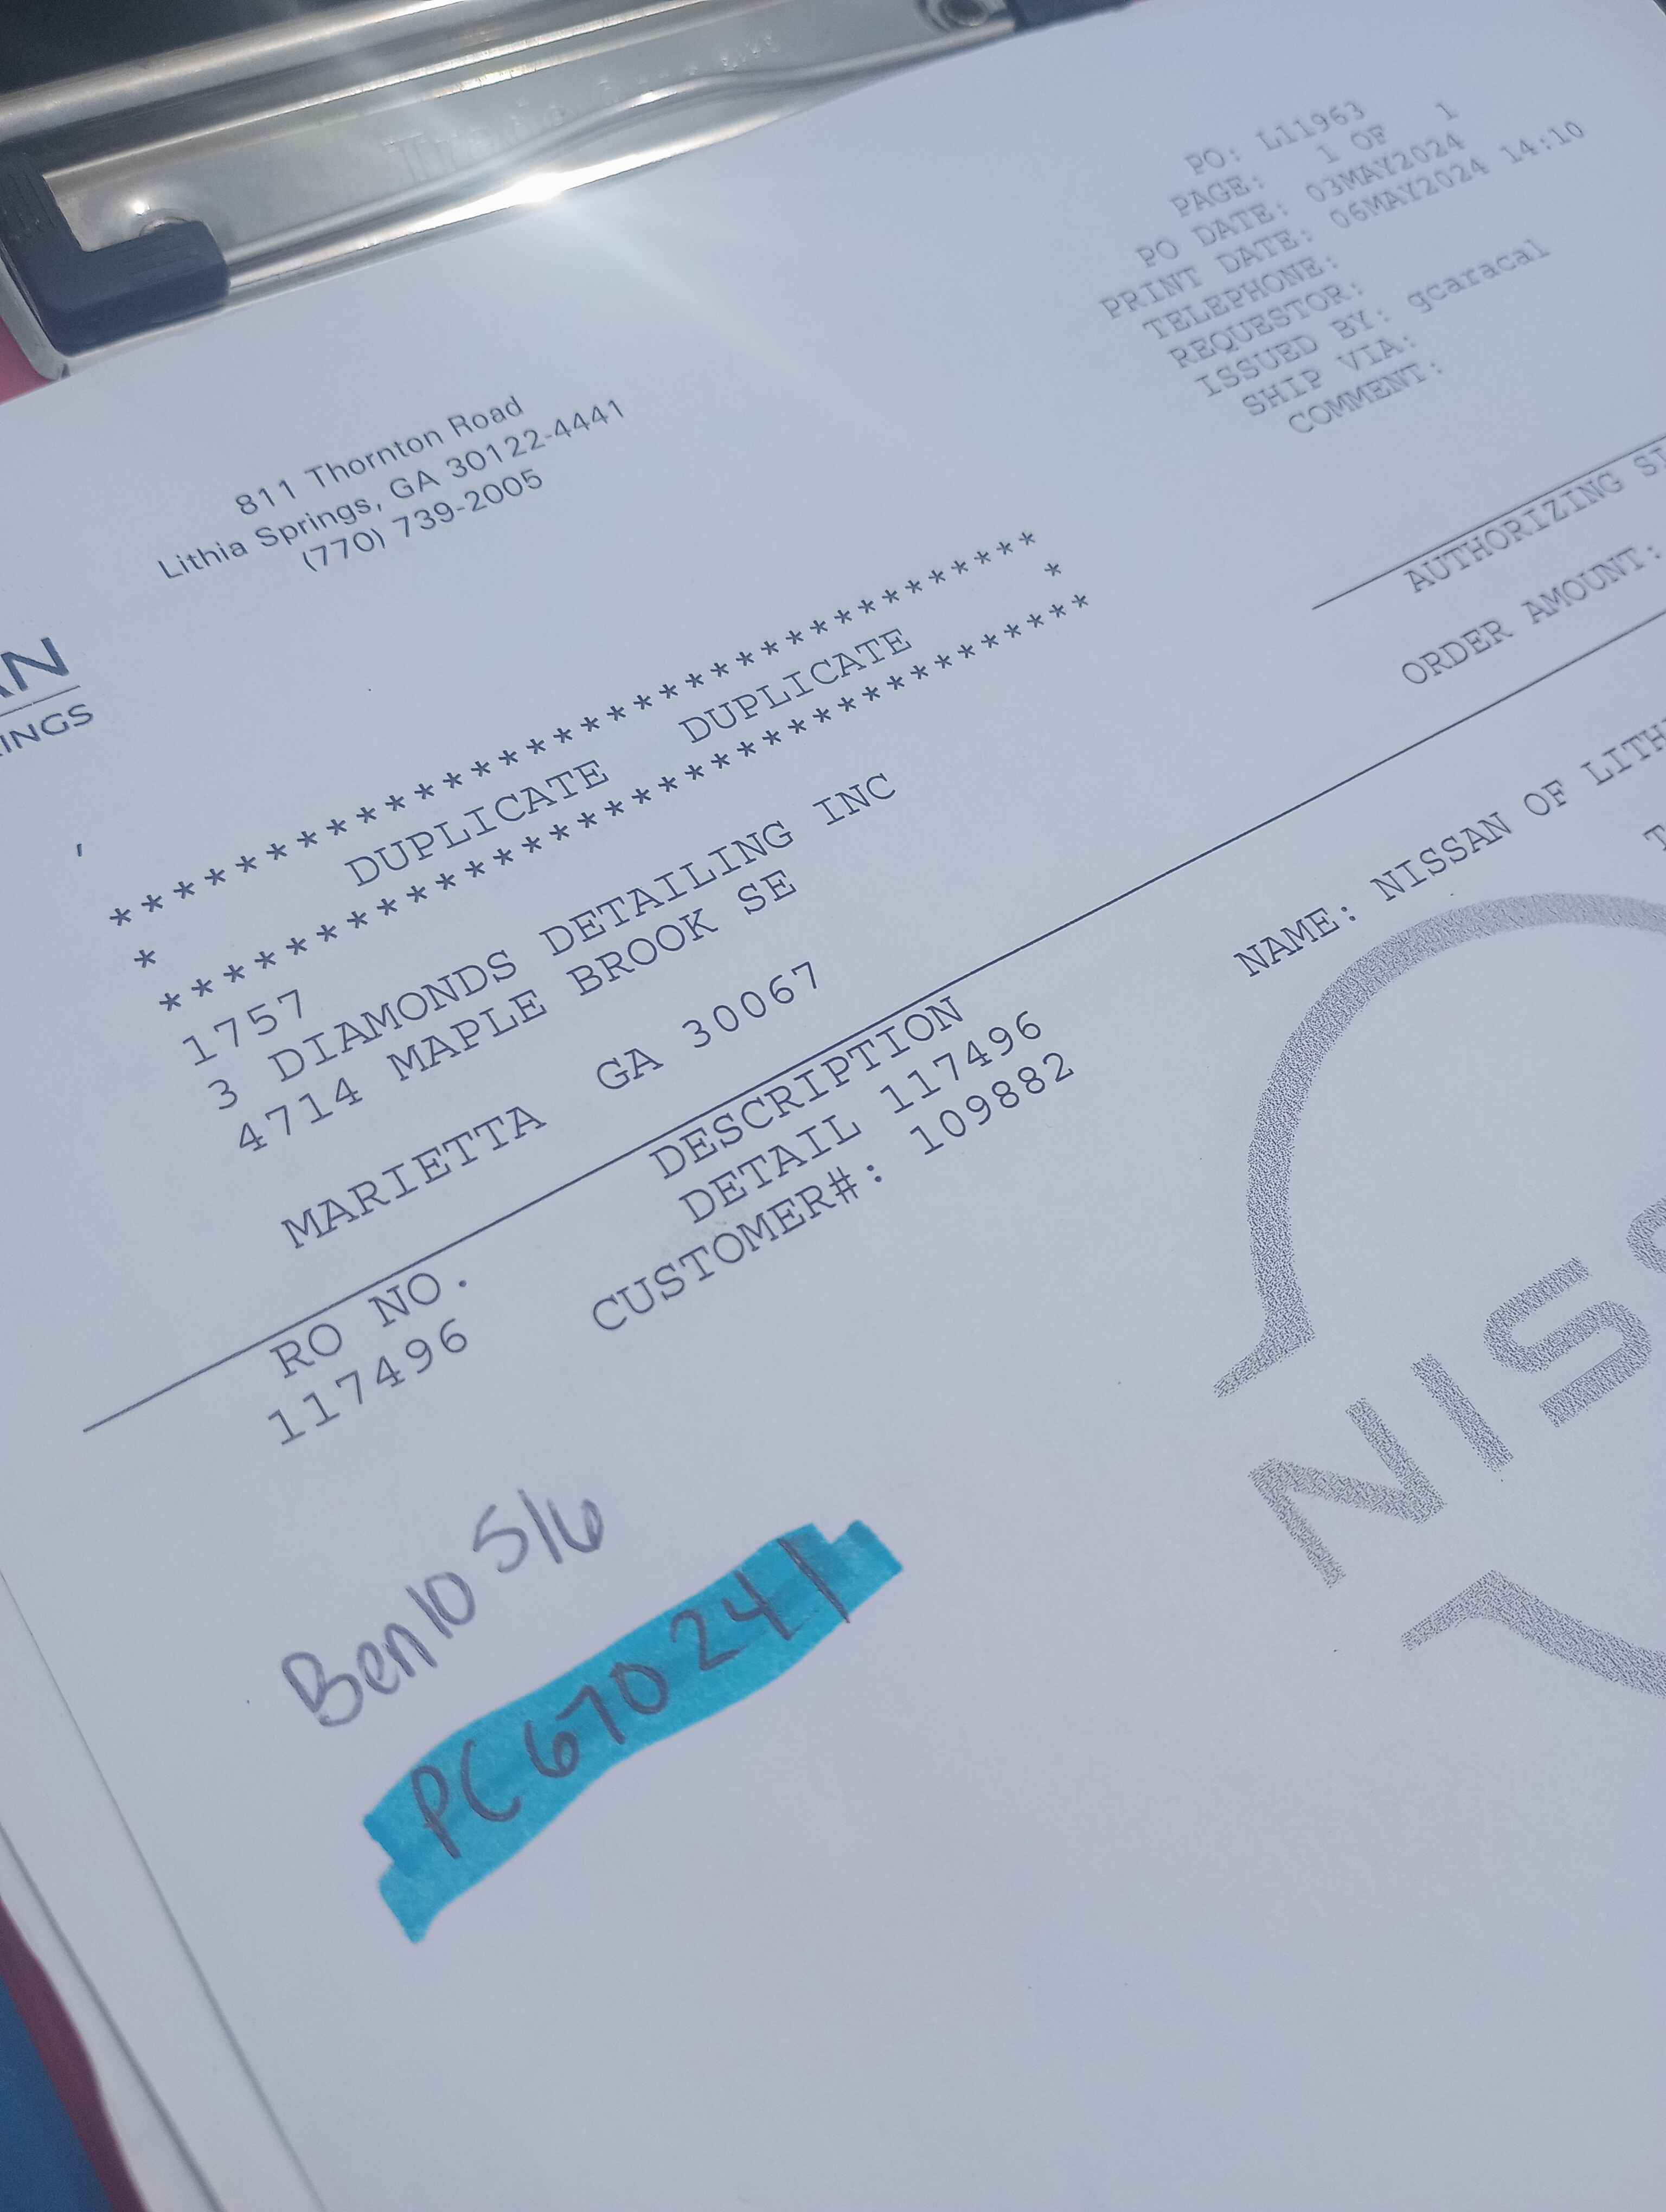 PO: L11963
PAGE: 1 OF 1
PO DATE: 03MAY2024
PRINT DATE: 06MAY2024 14:10
TELEPHONE:
REQUESTOR:
ISSUED BY: gcaracal
SHIP VIA:
COMMENT:
811 Thornton Road
Lithia Springs, GA 30122-4441
(770) 739-2005
AN
INGS
AUTHORIZING SI
ORDER AMOUNT:
* * * * * * * * * * * * * * * * * * * * * * * * * * * * * * * *
* DUPLICATE DUPLICATE *
* * * * * * * * * * * * * * * * * * * * * * * * * * * * * * * *
1757
3 DIAMONDS DETAILING INC
4714 MAPLE BROOK SE
MARIETTA GA 30067
NAME: NISSAN OF LITH
RO NO. DESCRIPTION
117496 DETAIL 117496
CUSTOMER#: 109882
NISS
Ben10 5/6
PC670241